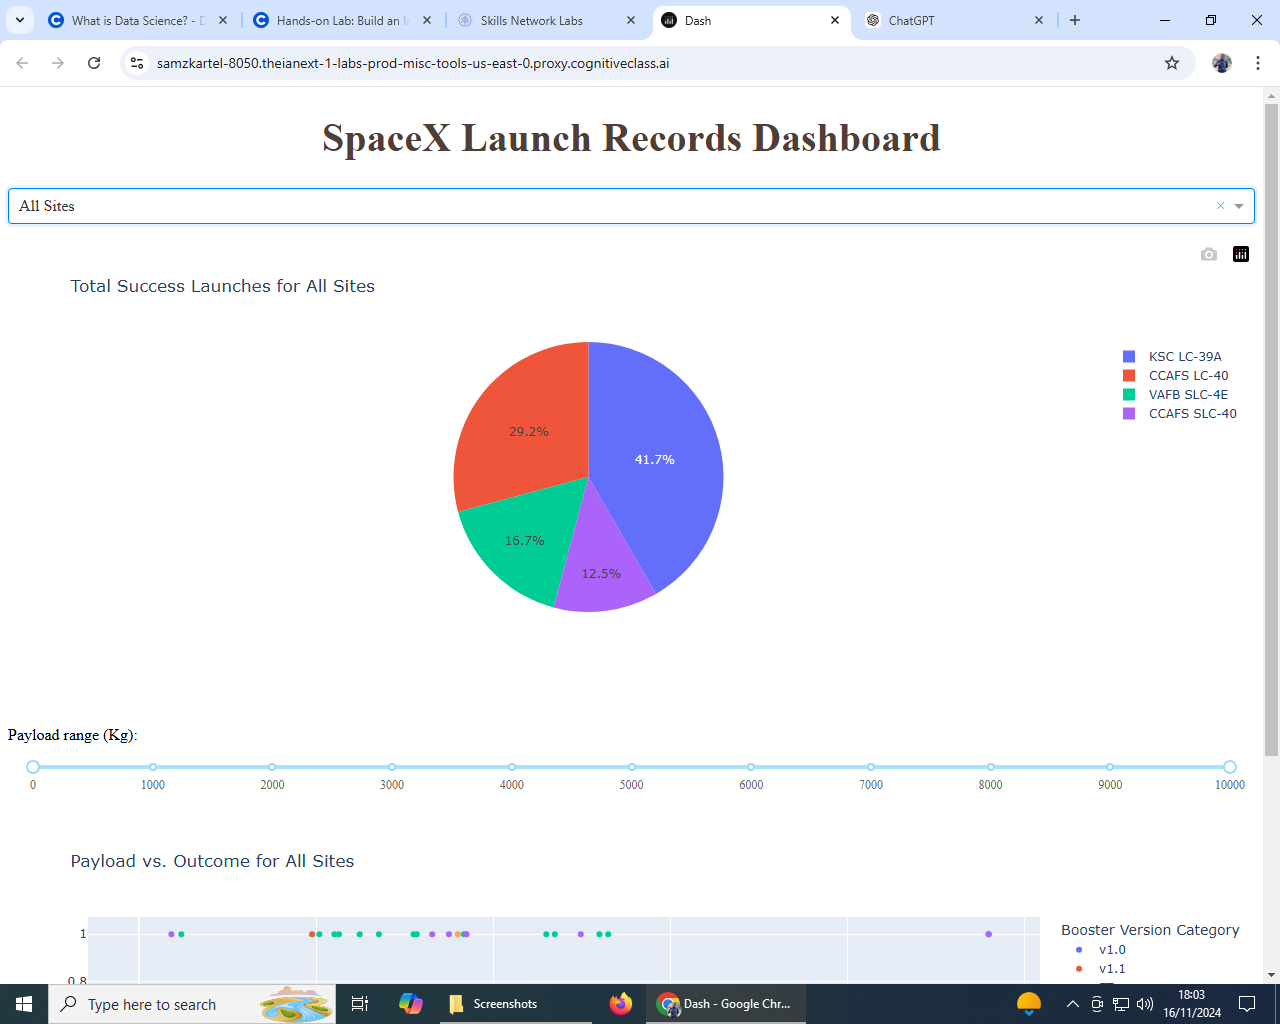 What is Data Science? - D
Hands-on Lab: Build an In
Skills Network Labs
Dash
ChatGPT
samzkartel-8050.theianext-1-labs-prod-misc-tools-us-east-0.proxy.cognitiveclass.ai
SpaceX Launch Records Dashboard
All Sites
Total Success Launches for All Sites
KSC LC-39A
CCAFS LC-40
VAFB SLC-4E
CCAFS SLC-40
29.2%
41.7%
16.7%
12.5%
Payload range (Kg):
0 1000 2000 3000 4000 5000 6000 7000 8000 9000 10000
Payload vs. Outcome for All Sites
1
0.8
Booster Version Category
v1.0
v1.1
Type here to search
Screenshots
Dash - Google Chr...
18:03
16/11/2024